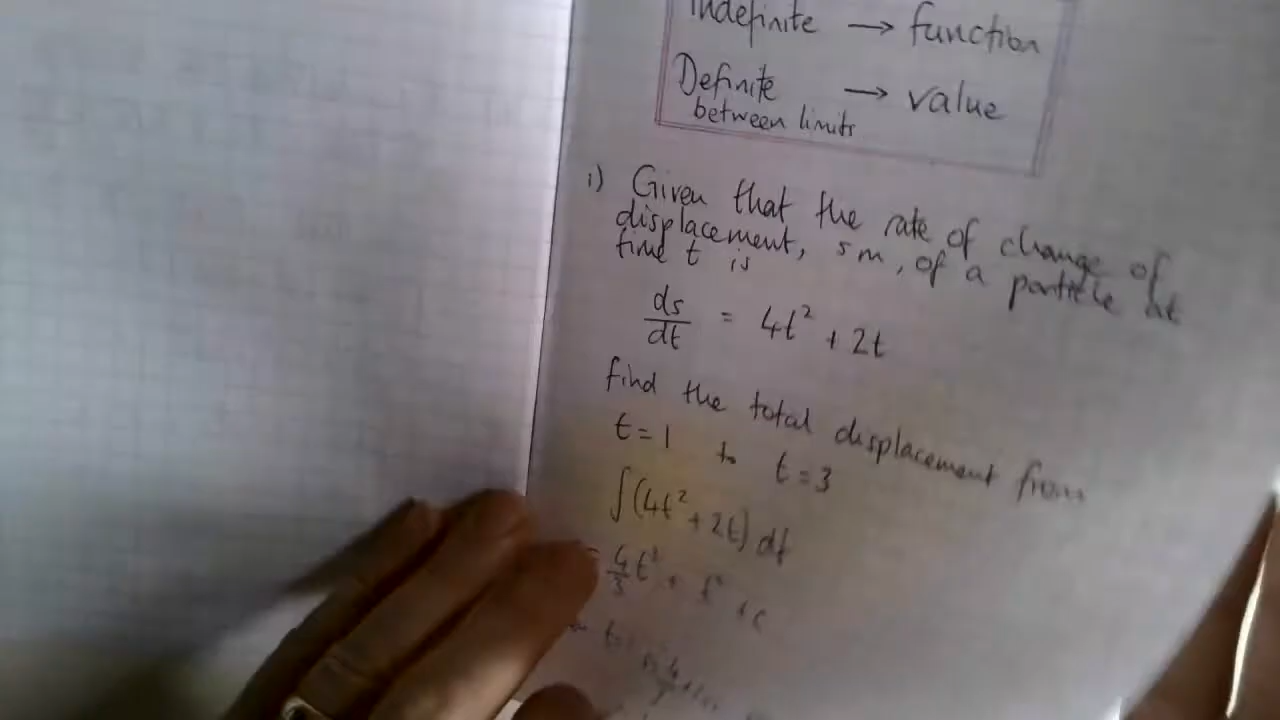 indefinite → function
Definite → value
between limits
i) Given that the rate of change of
displacement, s m, of a particle at
time t is
ds/dt = 4t² + 2t
find the total displacement from
t = 1 to t = 3
∫(4t² + 2t) dt
= 4/3 t³ + t² + c